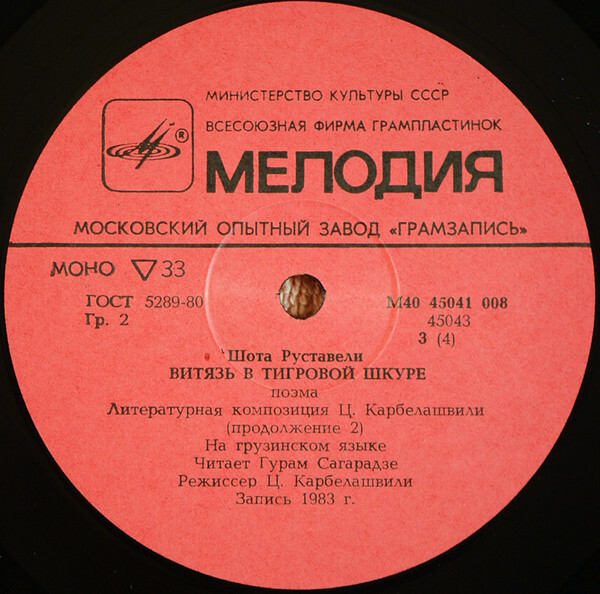 МИНИСТЕРСТВО КУЛЬТУРЫ СССР
ВСЕСОЮЗНАЯ ФИРМА ГРАМПЛАСТИНОК
®
МЕЛОДИЯ
МОСКОВСКИЙ ОПЫТНЫЙ ЗАВОД «ГРАМЗАПИСЬ»
МОНО ▽ 33
ГОСТ 5289-80 М40 45041 008
Гр. 2 45043
3 (4)
Шота Руставели
ВИТЯЗЬ В ТИГРОВОЙ ШКУРЕ
поэма
Литературная композиция Ц. Карбелашвили
(продолжение 2)
На грузинском языке
Читает Гурам Сагарадзе
Режиссер Ц. Карбелашвили
Запись 1983 г.